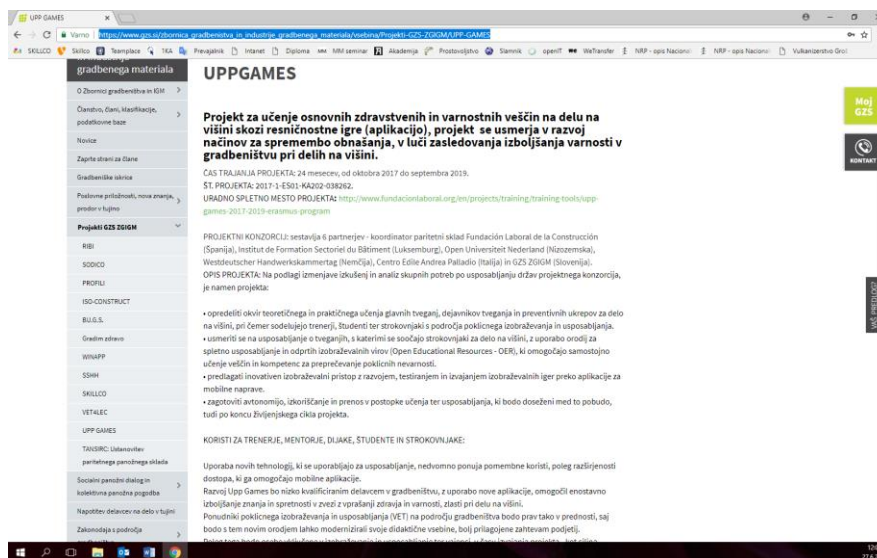 UPP GAMES
Varno
https://www.gzs.si/zbornica_gradbenistva_in_industrije_gradbenega_materiala/vsebina/Projekti-GZS-ZGIGM/UPP-GAMES
SKILLCO
Skillco
Teamplace
1KA
Prevajalnik
Intranet
Diploma
MM seminar
Akademija
Prostovoljstvo
Slamnik
openIT
WeTransfer
NRP - opis Nacional
NRP - opis Nacional
Vulkanizerstvo Gro
gradbenega materiala
O Zbornici gradbeništva in IGM
Članstvo, člani, klasifikacije,
podatkovne baze
Novice
Zaprte strani za člane
Gradbeniške iskrice
Poslovne priložnosti, nova znanja,
prodor v tujino
Projekti GZS ZGIGM
RIBI
SODICO
PROFILI
ISO-CONSTRUCT
BU.G.S.
Gradim zdravo
WINAPP
SSHH
SKILLCO
VET4LEC
UPP GAMES
TANSIRC: Ustanovitev
paritetnega panožnega sklada
Socialni panožni dialog in
kolektivna panožna pogodba
Napotitev delavcev na delo v tujini
Zakonodaja s področja
UPPGAMES
Projekt za učenje osnovnih zdravstvenih in varnostnih veščin na delu na
višini skozi resničnostne igre (aplikacijo), projekt se usmerja v razvoj
načinov za spremembo obnašanja, v luči zasledovanja izboljšanja varnosti v
gradbeništvu pri delih na višini.
ČAS TRAJANJA PROJEKTA: 24 mesecev, od oktobra 2017 do septembra 2019.
ŠT. PROJEKTA: 2017-1-ES01-KA202-038262.
URADNO SPLETNO MESTO PROJEKTA: http://www.fundacionlaboral.org/en/projects/training/training-tools/upp-
games-2017-2019-erasmus-program
PROJEKTNI KONZORCIJ: sestavlja 6 partnerjev - koordinator paritetni sklad Fundación Laboral de la Construcción
(Španija), Institut de Formation Sectoriel du Bâtiment (Luksemburg), Open Universiteit Nederland (Nizozemska),
Westdeutscher Handwerkskammertag (Nemčija), Centro Edile Andrea Palladio (Italija) in GZS ZGIGM (Slovenija).
OPIS PROJEKTA: Na podlagi izmenjave izkušenj in analiz skupnih potreb po usposabljanju držav projektnega konzorcija,
je namen projekta:
• opredeliti okvir teoretičnega in praktičnega učenja glavnih tveganj, dejavnikov tveganja in preventivnih ukrepov za delo
na višini, pri čemer sodelujejo trenerji, študenti ter strokovnjaki s področja poklicnega izobraževanja in usposabljanja.
• usmeriti se na usposabljanje o tveganjih, s katerimi se soočajo strokovnjaki za delo na višini, z uporabo orodij za
spletno usposabljanje in odprtih izobraževalnih virov (Open Educational Resources - OER), ki omogočajo samostojno
učenje veščin in kompetenc za preprečevanje poklicnih nevarnosti.
• predlagati inovativen izobraževalni pristop z razvojem, testiranjem in izvajanjem izobraževalnih iger preko aplikacije za
mobilne naprave.
• zagotoviti avtonomijo, izkoriščanje in prenos v postopke učenja ter usposabljanja, ki bodo doseženi med to pobudo,
tudi po koncu življenjskega cikla projekta.
KORISTI ZA TRENERJE, MENTORJE, DIJAKE, ŠTUDENTE IN STROKOVNJAKE:
Uporaba novih tehnologij, ki se uporabljajo za usposabljanje, nedvomno ponuja pomembne koristi, poleg razširjenosti
dostopa, ki ga omogočajo mobilne aplikacije.
Razvoj Upp Games bo nizko kvalificiranim delavcem v gradbeništvu, z uporabo nove aplikacije, omogočil enostavno
izboljšanje znanja in spretnosti v zvezi z vprašanji zdravja in varnosti, zlasti pri delu na višini.
Ponudniki poklicnega izobraževanja in usposabljanja (VET) na področju gradbeništva bodo prav tako v prednosti, saj
bodo s tem novim orodjem lahko modernizirali svoje didaktične vsebine, bolj prilagojene zahtevam podjetij.
Moj
GZS
KONTAKT
VAŠ PREDLOG?